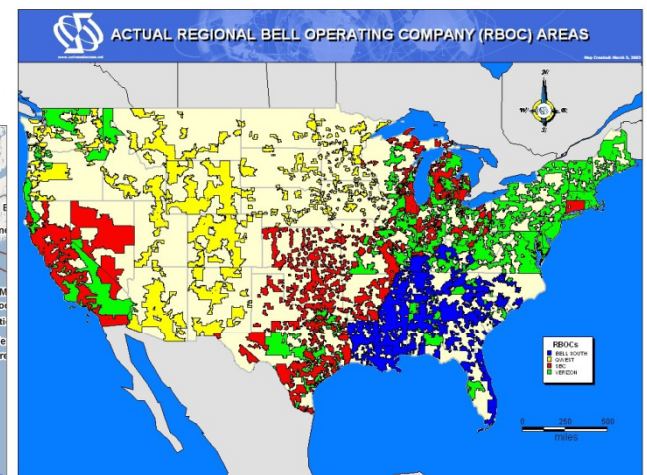 ACTUAL REGIONAL BELL OPERATING COMPANY (RBOC) AREAS
RBOCs
BELL SOUTH
QWEST
SBC
VERIZON
0 250 500
miles